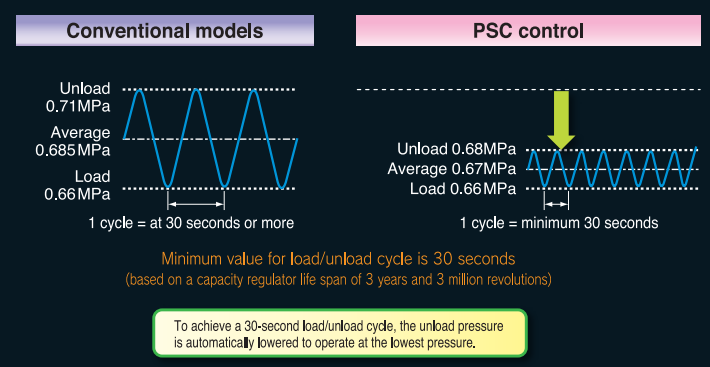 Conventional models
Unload
0.71MPa
Average
0.685MPa
Load
0.66MPa
1 cycle = at 30 seconds or more
PSC control
Unload 0.68MPa
Average 0.67MPa
Load 0.66MPa
1 cycle = minimum 30 seconds
Minimum value for load/unload cycle is 30 seconds
(based on a capacity regulator life span of 3 years and 3 million revolutions)
To achieve a 30-second load/unload cycle, the unload pressure
is automatically lowered to operate at the lowest pressure.